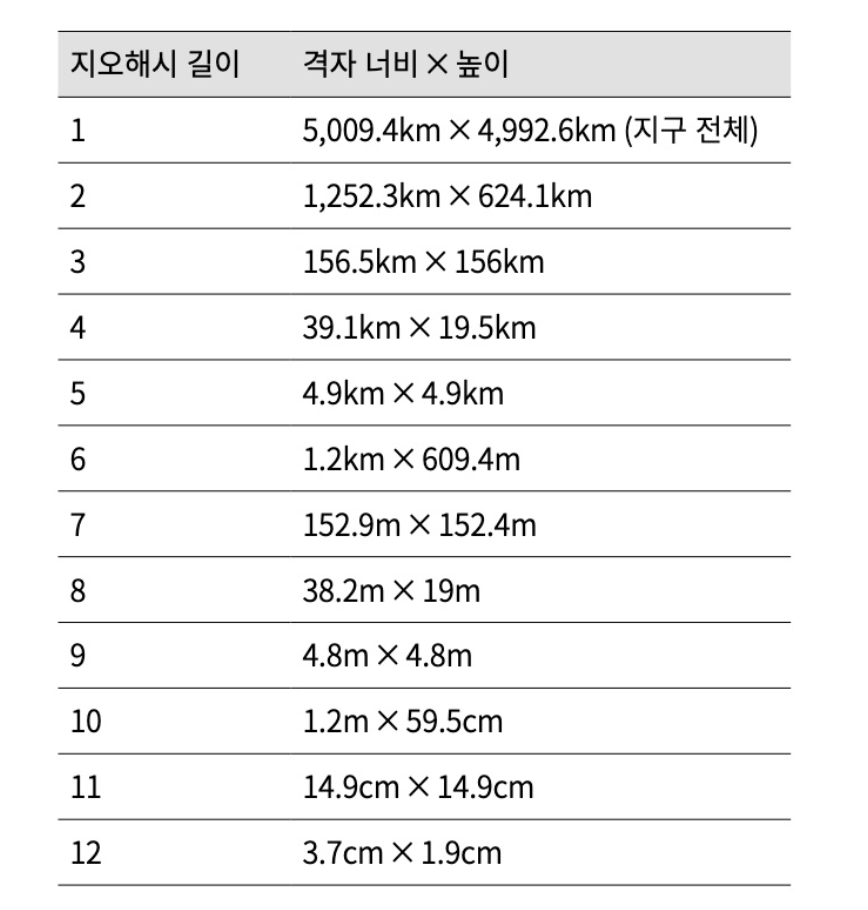 지오해시 길이 격자 너비 × 높이
1 5,009.4km × 4,992.6km (지구 전체)
2 1,252.3km × 624.1km
3 156.5km × 156km
4 39.1km × 19.5km
5 4.9km × 4.9km
6 1.2km × 609.4m
7 152.9m × 152.4m
8 38.2m × 19m
9 4.8m × 4.8m
10 1.2m × 59.5cm
11 14.9cm × 14.9cm
12 3.7cm × 1.9cm